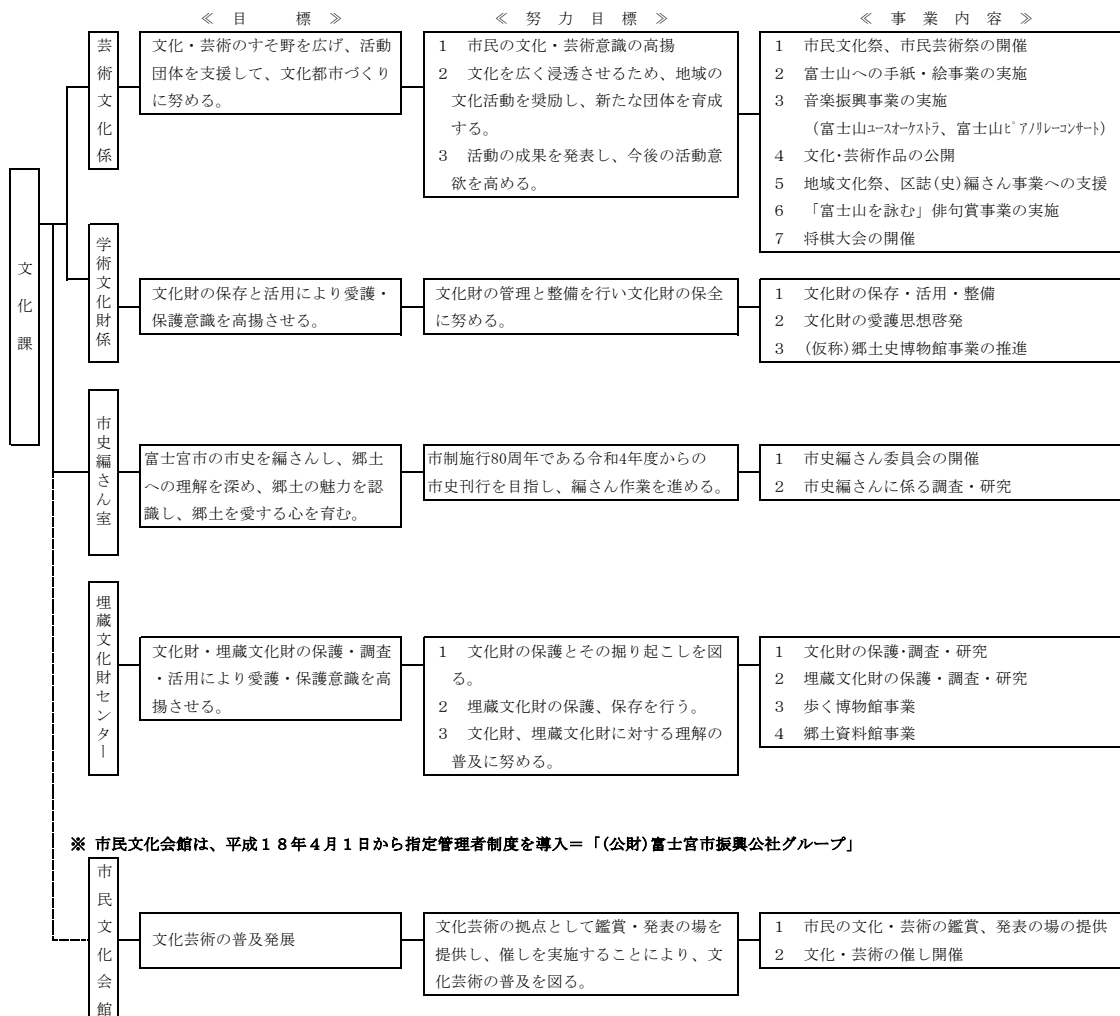 ≪ 目 標 ≫
≪ 努 力 目 標 ≫
≪ 事 業 内 容 ≫
文化課
芸術文化係
文化・芸術のすそ野を広げ、活動
団体を支援して、文化都市づくり
に努める。
1 市民の文化・芸術意識の高揚
2 文化を広く浸透させるため、地域の
文化活動を奨励し、新たな団体を育成
する。
3 活動の成果を発表し、今後の活動意
欲を高める。
1 市民文化祭、市民芸術祭の開催
2 富士山への手紙・絵事業の実施
3 音楽振興事業の実施
（富士山ﾕｰｽｵｰｹｽﾄﾗ、富士山ﾋﾟｱﾉﾘﾚｰｺﾝｻｰﾄ）
4 文化・芸術作品の公開
5 地域文化祭、区誌(史)編さん事業への支援
6 「富士山を詠む」俳句賞事業の実施
7 将棋大会の開催
学術文化財係
文化財の保存と活用により愛護・
保護意識を高揚させる。
文化財の管理と整備を行い文化財の保全
に努める。
1 文化財の保存・活用・整備
2 文化財の愛護思想啓発
3 (仮称)郷土史博物館事業の推進
市史編さん室
富士宮市の市史を編さんし、郷土
への理解を深め、郷土の魅力を認
識し、郷土を愛する心を育む。
市制施行80周年である令和4年度からの
市史刊行を目指し、編さん作業を進める。
1 市史編さん委員会の開催
2 市史編さんに係る調査・研究
埋蔵文化財センター
文化財・埋蔵文化財の保護・調査
・活用により愛護・保護意識を高
揚させる。
1 文化財の保護とその掘り起こしを図
る。
2 埋蔵文化財の保護、保存を行う。
3 文化財、埋蔵文化財に対する理解の
普及に努める。
1 文化財の保護・調査・研究
2 埋蔵文化財の保護・調査・研究
3 歩く博物館事業
4 郷土資料館事業
※ 市民文化会館は、平成１８年４月１日から指定管理者制度を導入＝「(公財)富士宮市振興公社グループ」
市民文化会館
文化芸術の普及発展
文化芸術の拠点として鑑賞・発表の場を
提供し、催しを実施することにより、文
化芸術の普及を図る。
1 市民の文化・芸術の鑑賞、発表の場の提供
2 文化・芸術の催し開催